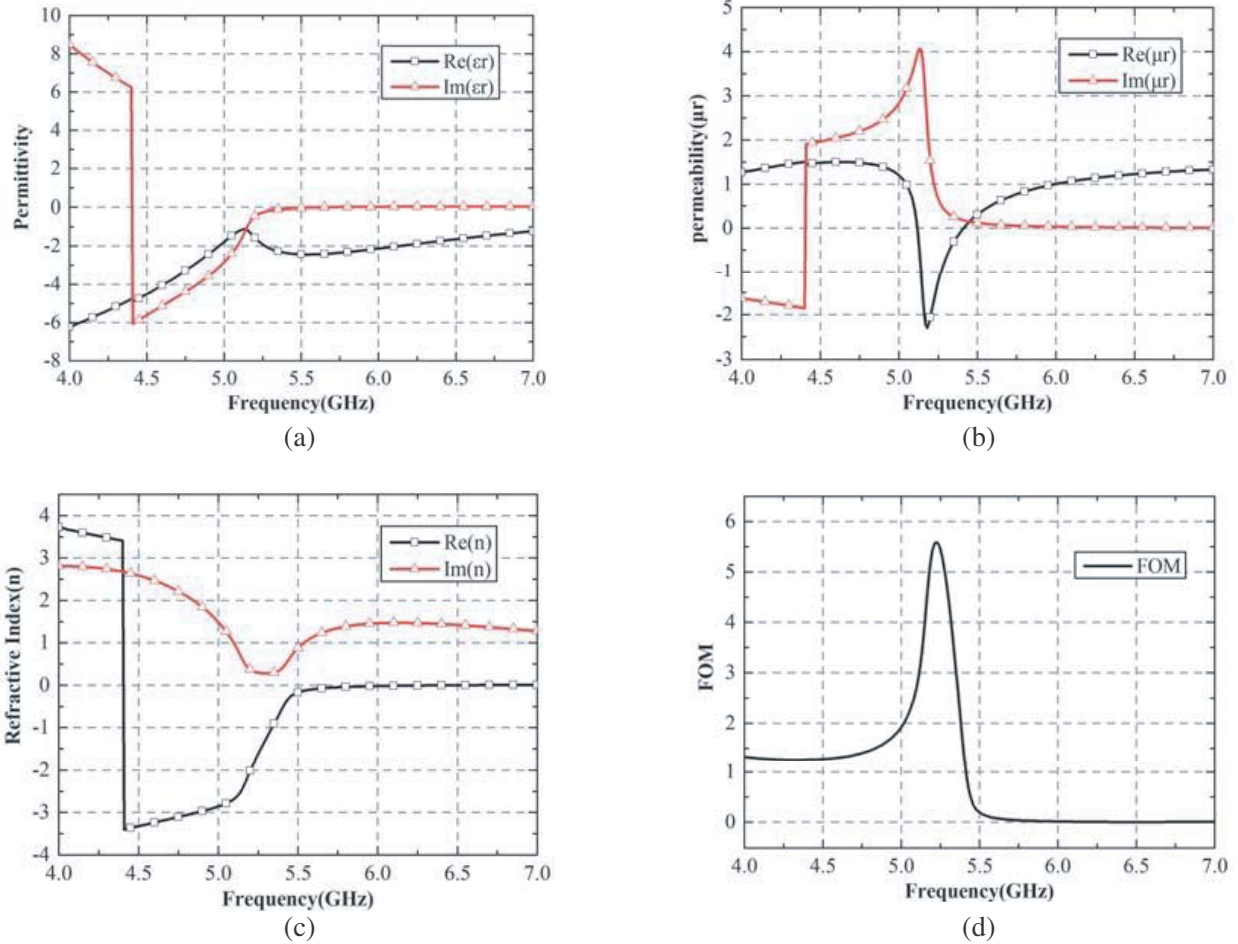 10
8
6
4
2
0
-2
-4
-6
-8
Permittivity
Re(εr)
Im(εr)
4.0 4.5 5.0 5.5 6.0 6.5 7.0
Frequency(GHz)
(a)
5
4
3
2
1
0
-1
-2
-3
permeability(μr)
Re(μr)
Im(μr)
4.0 4.5 5.0 5.5 6.0 6.5 7.0
Frequency(GHz)
(b)
4
3
2
1
0
-1
-2
-3
-4
Refractive Index(n)
Re(n)
Im(n)
4.0 4.5 5.0 5.5 6.0 6.5 7.0
Frequency(GHz)
(c)
6
5
4
3
2
1
0
FOM
FOM
4.0 4.5 5.0 5.5 6.0 6.5 7.0
Frequency(GHz)
(d)